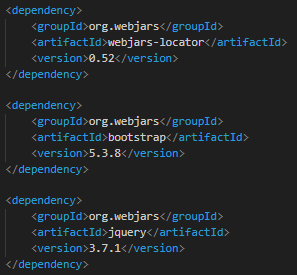 <dependency>
    <groupId>org.webjars</groupId>
    <artifactId>webjars-locator</artifactId>
    <version>0.52</version>
</dependency>

<dependency>
    <groupId>org.webjars</groupId>
    <artifactId>bootstrap</artifactId>
    <version>5.3.8</version>
</dependency>

<dependency>
    <groupId>org.webjars</groupId>
    <artifactId>jquery</artifactId>
    <version>3.7.1</version>
</dependency>